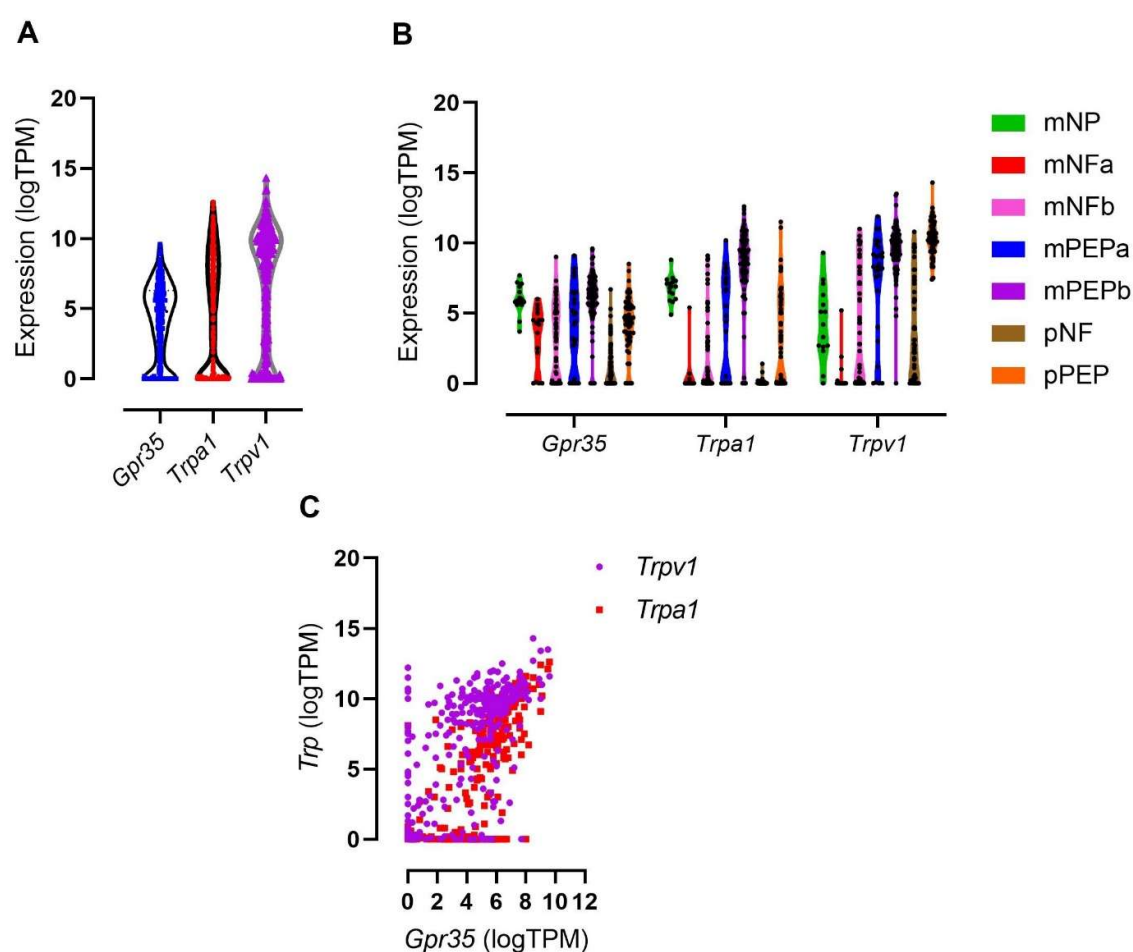 A
Expression (logTPM)
20
15
10
5
0
Gpr35
Trpa1
Trpv1
B
Expression (logTPM)
20
15
10
5
0
Gpr35
Trpa1
Trpv1
mNP
mNFa
mNFb
mPEPa
mPEPb
pNF
pPEP
C
Trp (logTPM)
20
15
10
5
0
0 2 4 6 8 10 12
Gpr35 (logTPM)
Trpv1
Trpa1